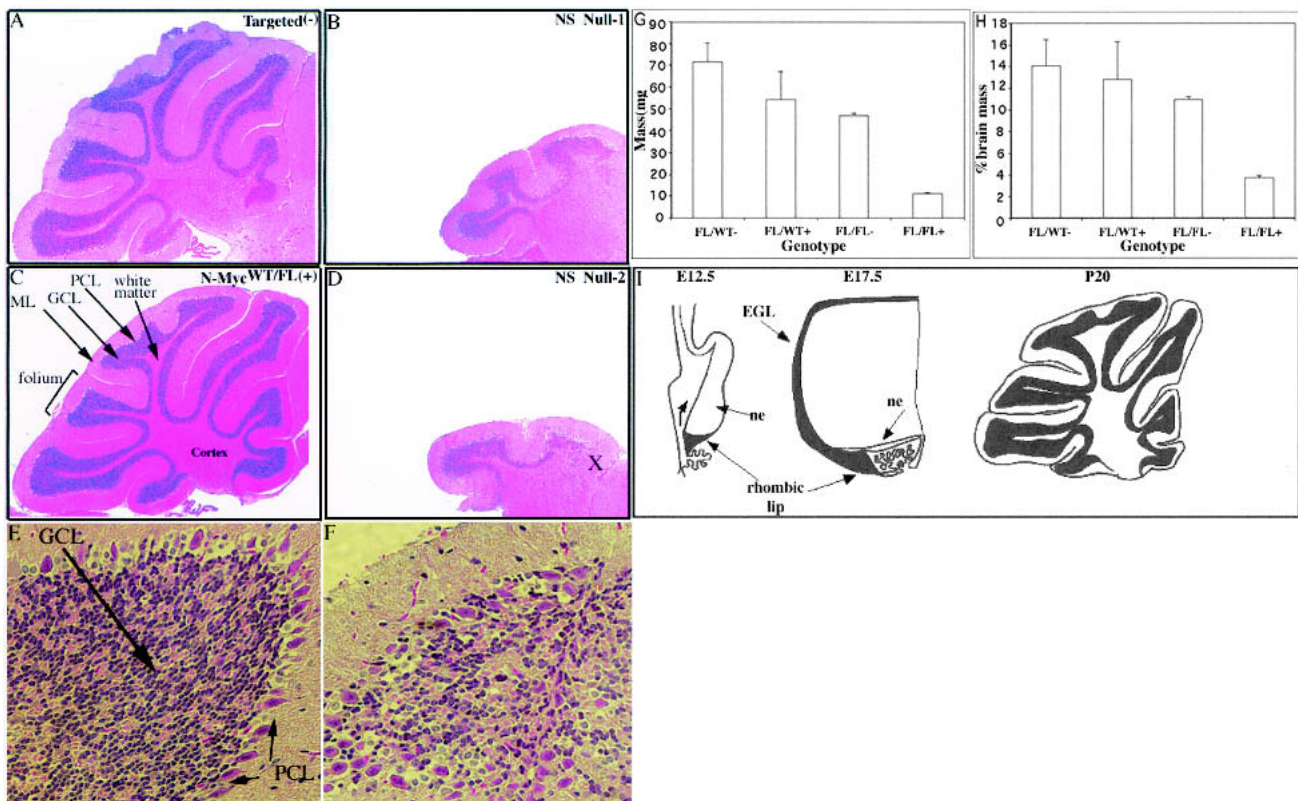 A
Targeted(-)
B
NS Null-1
C
N-Myc WT/FL(+)
ML
GCL
PCL
white
matter
folium
Cortex
D
NS Null-2
X
E
GCL
PCL
F
G
Mass(mg
90
80
70
60
50
40
30
20
10
0
FL/WT-
FL/WT+
FL/FL-
FL/FL+
Genotype
H
%brain mass
18
16
14
12
10
8
6
4
2
0
FL/WT-
FL/WT+
FL/FL-
FL/FL+
Genotype
I
E12.5
E17.5
P20
EGL
ne
ne
rhombic
lip